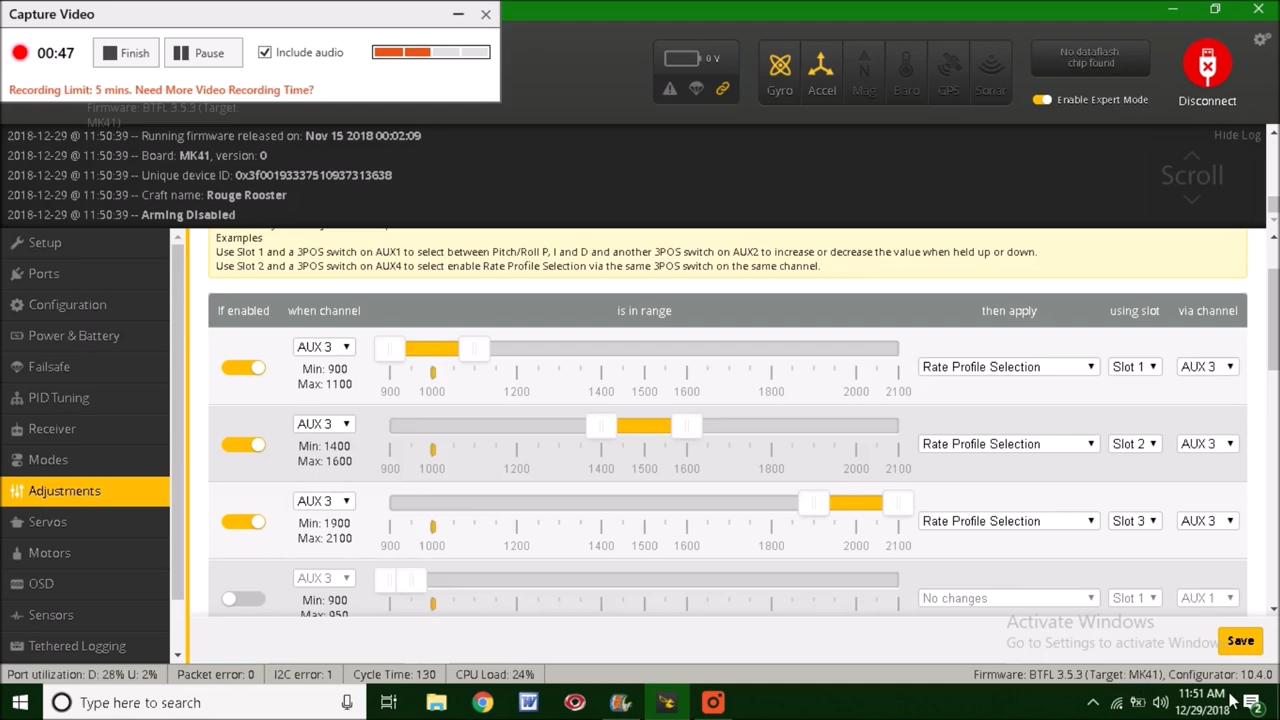 Capture Video
00:47
Finish
Pause
Include audio
Recording Limit: 5 mins. Need More Video Recording Time?
0 V
Gyro
Accel
Mag
Baro
GPS
Sonar
No dataflash
chip found
Enable Expert Mode
Disconnect
Firmware: BTFL 3.5.3 (Target:
MK41)
Hide Log
2018-12-29 @ 11:50:39 -- Running firmware released on: Nov 15 2018 00:02:09
2018-12-29 @ 11:50:39 -- Board: MK41, version: 0
2018-12-29 @ 11:50:39 -- Unique device ID: 0x3f001933375109373136​38
2018-12-29 @ 11:50:39 -- Craft name: Rouge Rooster
2018-12-29 @ 11:50:39 -- Arming Disabled
Scroll
Setup
Ports
Configuration
Power & Battery
Failsafe
PID Tuning
Receiver
Modes
Adjustments
Servos
Motors
OSD
Sensors
Tethered Logging
Examples
Use Slot 1 and a 3POS switch on AUX1 to select between Pitch/Roll P, I and D and another 3POS switch on AUX2 to increase or decrease the value when held up or down.
Use Slot 2 and a 3POS switch on AUX4 to select enable Rate Profile Selection via the same 3POS switch on the same channel.
If enabled when channel is in range then apply using slot via channel
AUX 3
Min: 900
Max: 1100
900 1000 1200 1400 1500 1600 1800 2000 2100
Rate Profile Selection Slot 1 AUX 3
AUX 3
Min: 1400
Max: 1600
900 1000 1200 1400 1500 1600 1800 2000 2100
Rate Profile Selection Slot 2 AUX 3
AUX 3
Min: 1900
Max: 2100
900 1000 1200 1400 1500 1600 1800 2000 2100
Rate Profile Selection Slot 3 AUX 3
AUX 3
Min: 900
Max: 950
No changes Slot 1 AUX 1
Activate Windows
Go to Settings to activate Window
Save
Port utilization: D: 28% U: 2% Packet error: 0 I2C error: 1 Cycle Time: 130 CPU Load: 24% Firmware: BTFL 3.5.3 (Target: MK41), Configurator: 10.4.0
Type here to search
11:51 AM
12/29/2018
2